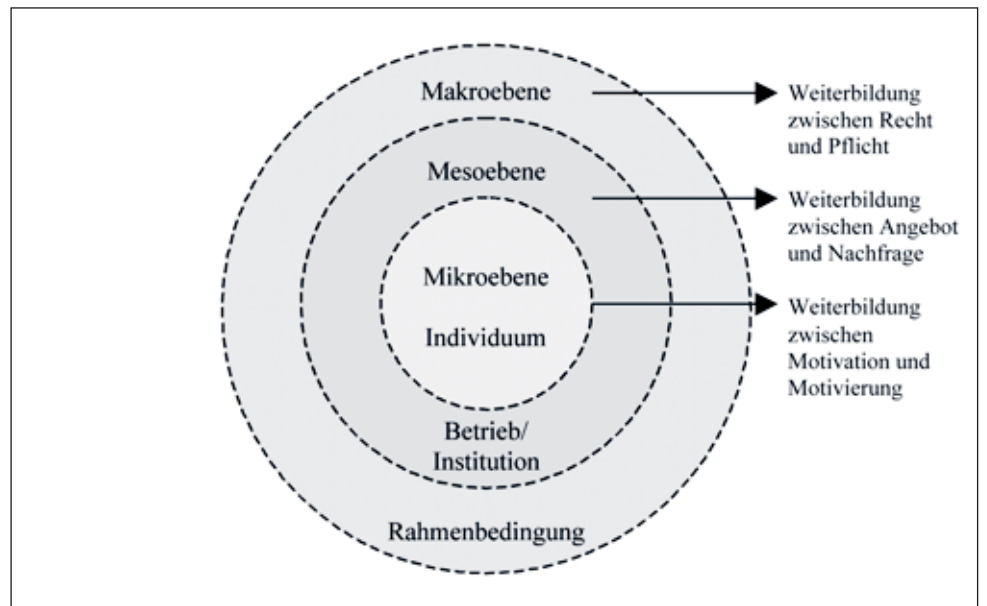 Makroebene
Mesoebene
Mikroebene
Individuum
Betrieb/
Institution
Rahmenbedingung
Weiterbildung
zwischen Recht
und Pflicht
Weiterbildung
zwischen Angebot
und Nachfrage
Weiterbildung
zwischen
Motivation und
Motivierung